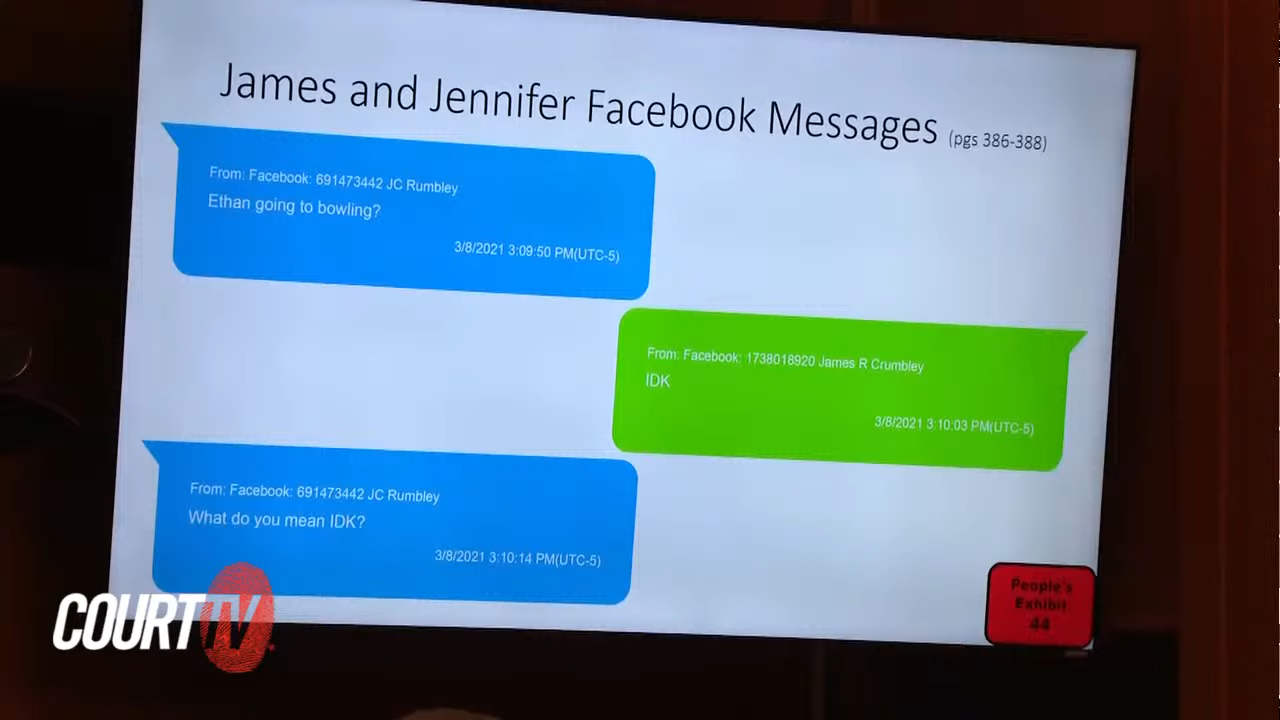 James and Jennifer Facebook Messages (pgs 386-388)
From: Facebook: 691473442 JC Rumbley
Ethan going to bowling?
3/8/2021 3:09:50 PM(UTC-5)
From: Facebook: 1738018920 James R Crumbley
IDK
3/8/2021 3:10:03 PM(UTC-5)
From: Facebook: 691473442 JC Rumbley
What do you mean IDK?
3/8/2021 3:10:14 PM(UTC-5)
People's
Exhibit
44
COURT TV